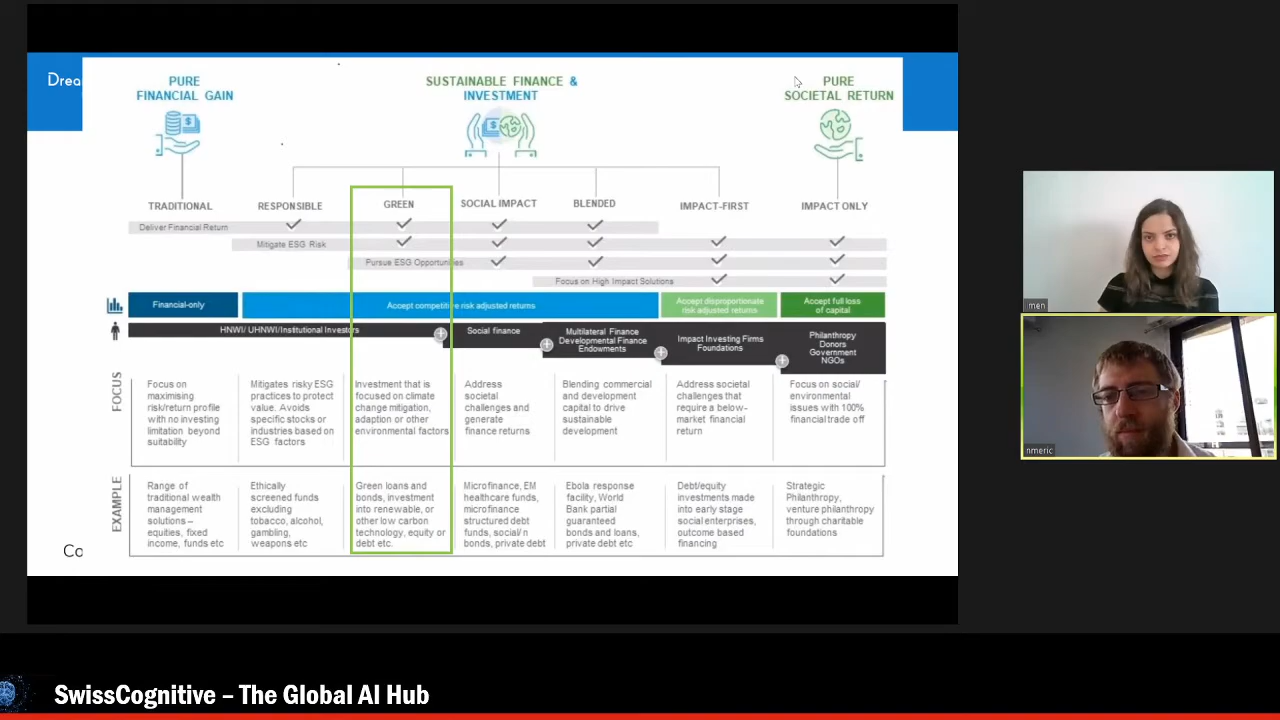 Drea
PURE
FINANCIAL GAIN
SUSTAINABLE FINANCE &
INVESTMENT
PURE
SOCIETAL RETURN
TRADITIONAL
RESPONSIBLE
GREEN
SOCIAL IMPACT
BLENDED
IMPACT-FIRST
IMPACT ONLY
Deliver Financial Return
Mitigate ESG Risk
Pursue ESG Opportunities
Focus on High Impact Solutions
Financial-only
Accept competitive risk adjusted returns
Accept disproportionate
risk adjusted returns
Accept full loss
of capital
HNWI/ UHNWI/Institutional Investors
Social finance
Multilateral Finance
Developmental Finance
Endowments
Impact Investing Firms
Foundations
Philanthropy
Donors
Government
NGOs
FOCUS
Focus on
maximising
risk/return profile
with no investing
limitation beyond
suitability
Mitigates risky ESG
practices to protect
value. Avoids
specific stocks or
industries based on
ESG factors
Investment that is
focused on climate
change mitigation,
adaption or other
environmental factors
Address
societal
challenges and
generate
finance returns
Blending commercial
and development
capital to drive
sustainable
development
Address societal
challenges that
require a below-
market financial
return
Focus on social/
environmental
issues with 100%
financial trade off
EXAMPLE
Range of
traditional wealth
management
solutions –
equities, fixed
income, funds etc
Ethically
screened funds
excluding
tobacco, alcohol,
gambling,
weapons etc
Green loans and
bonds, investment
into renewable, or
other low carbon
technology, equity or
debt etc.
Microfinance, EM
healthcare funds,
microfinance
structured debt
funds, social/n
bonds, private debt
Ebola response
facility, World
Bank partial
guaranteed
bonds and loans,
private debt etc
Debt/equity
investments made
into early stage
social enterprises,
outcome based
financing
Strategic
Philanthropy,
venture philanthropy
through charitable
foundations
Co
men
nmeric
SwissCognitive – The Global AI Hub